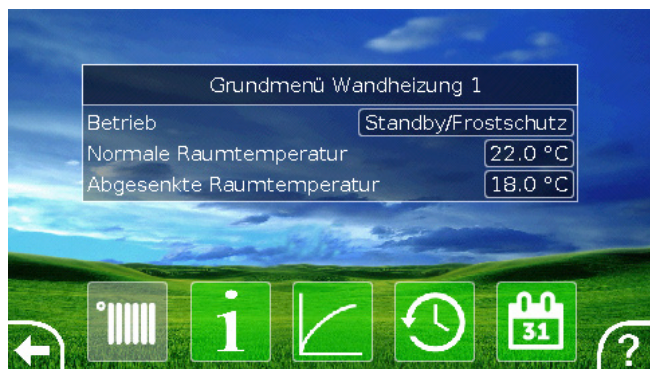 Grundmenü Wandheizung 1
Betrieb Standby/Frostschutz
Normale Raumtemperatur 22.0 °C
Abgesenkte Raumtemperatur 18.0 °C
31
?